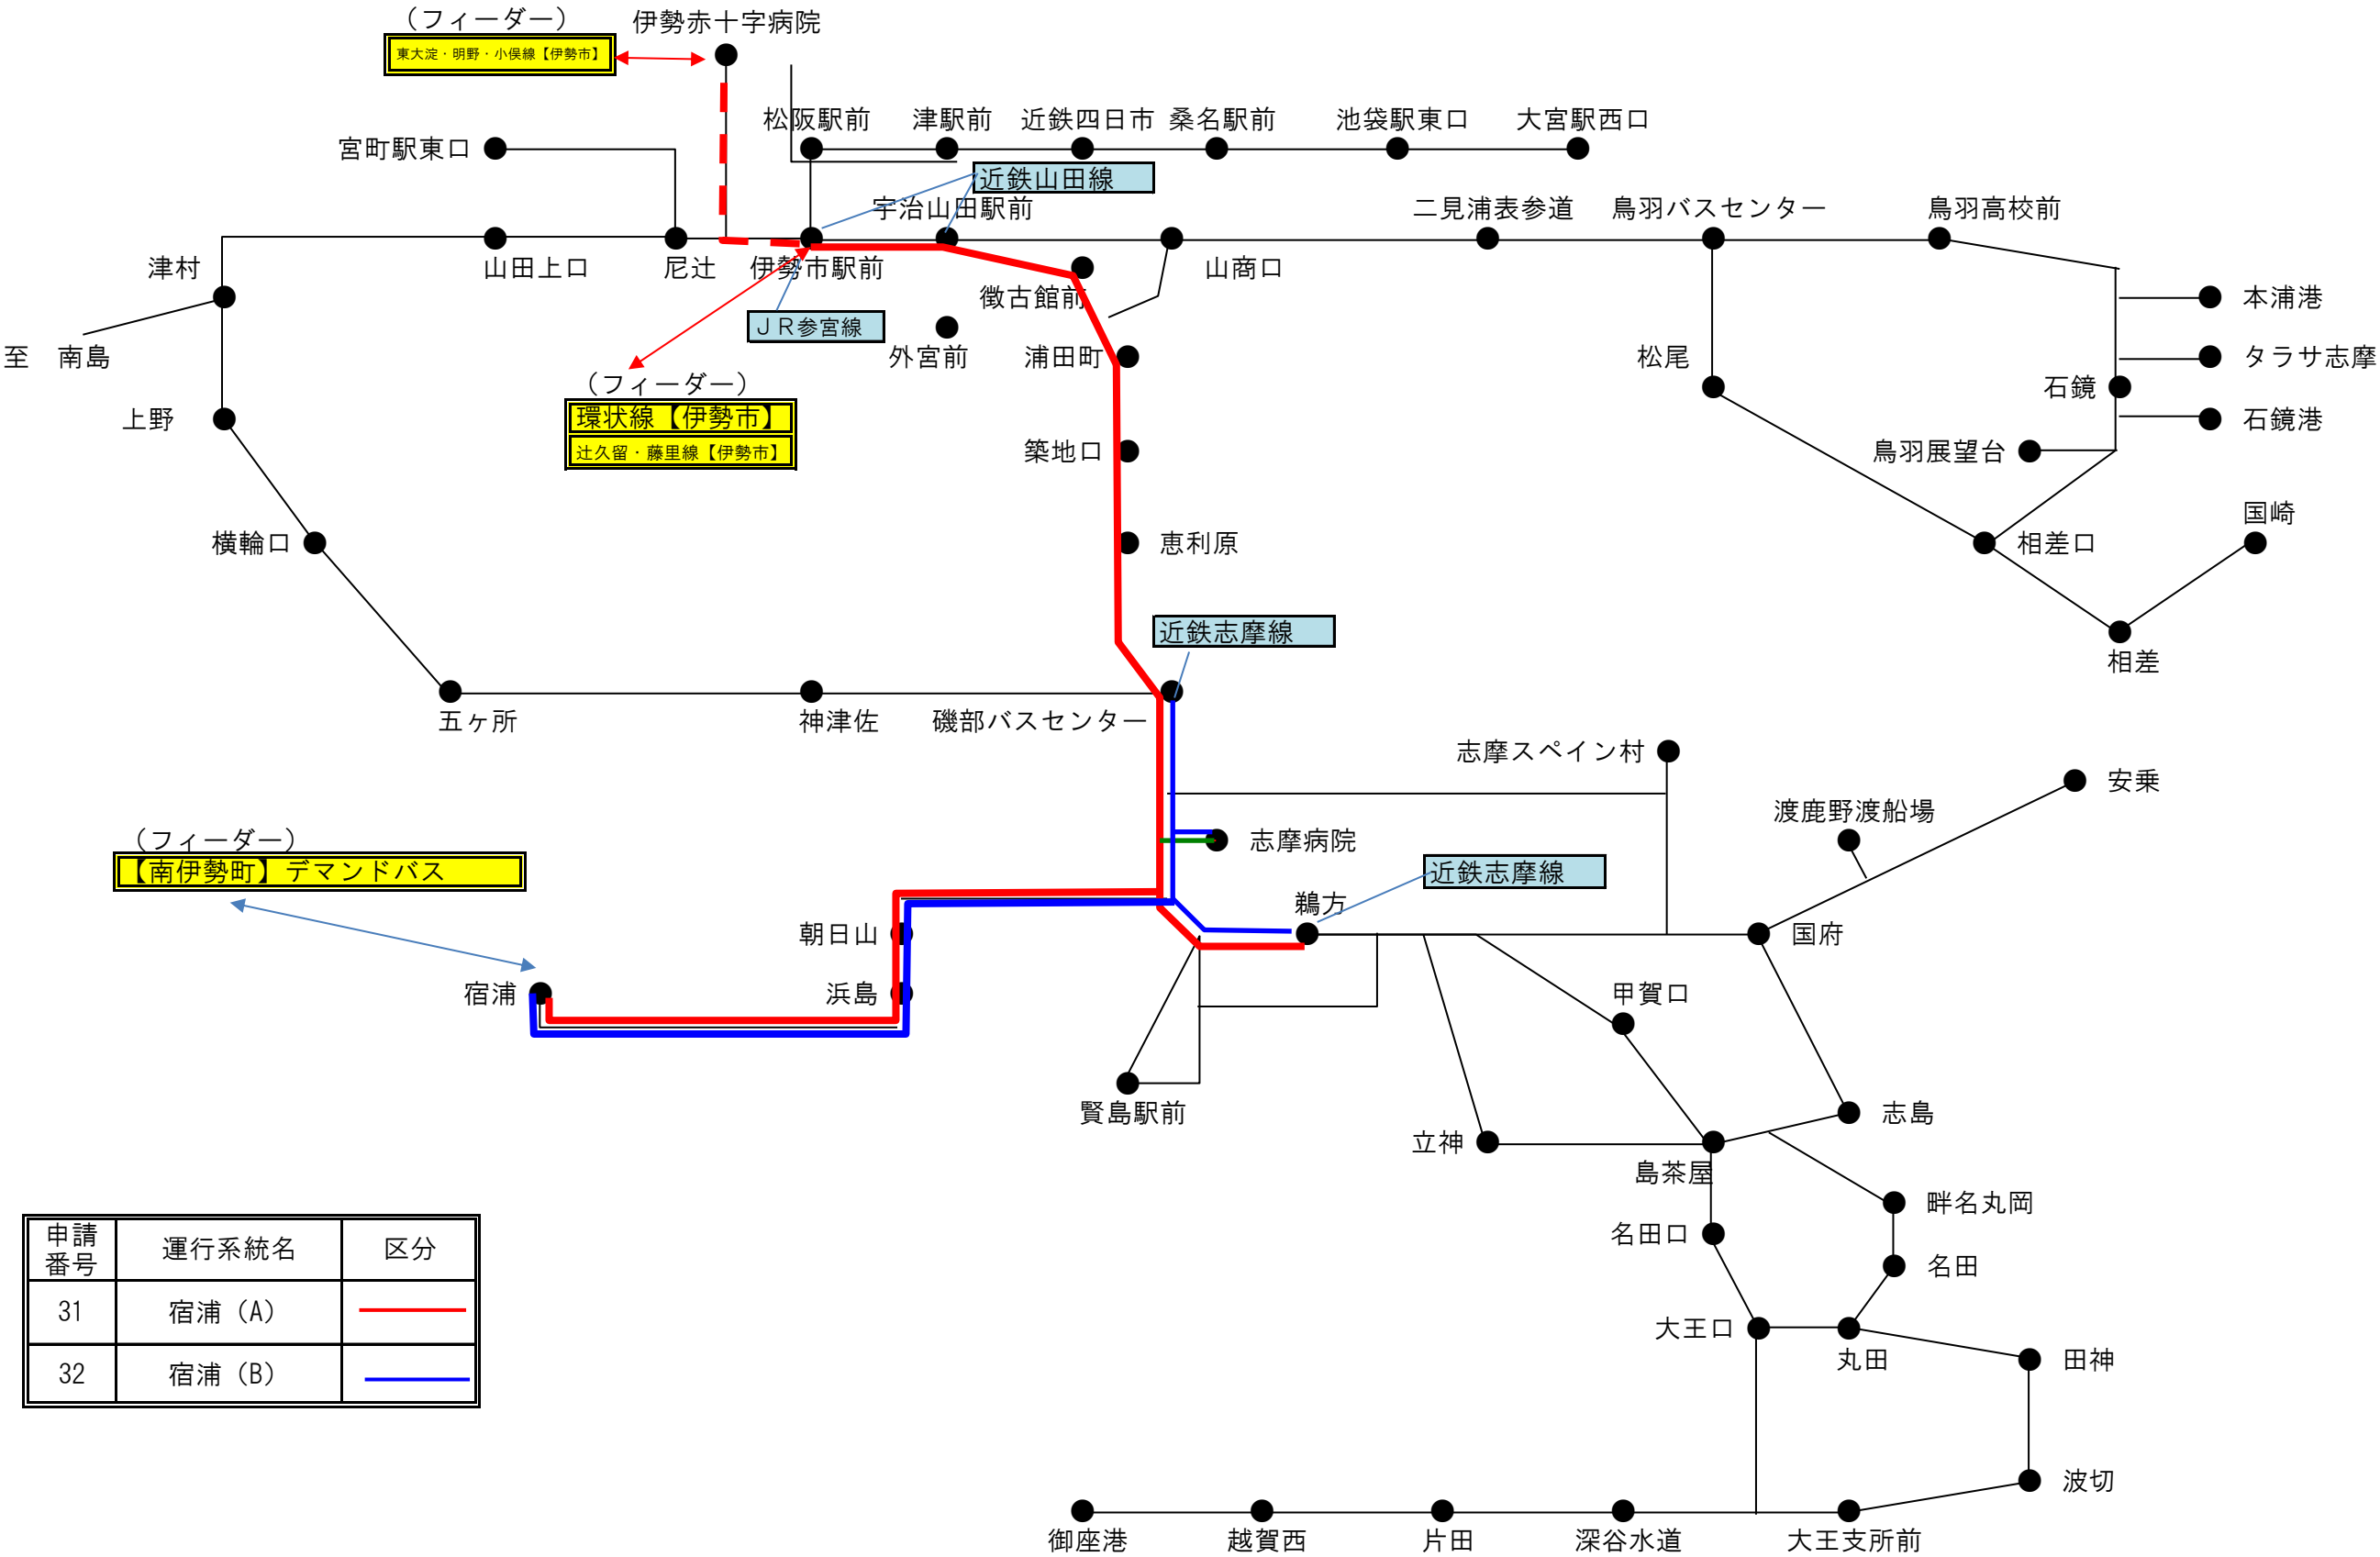 （フィーダー）
伊勢赤十字病院
東大淀・明野・小俣線【伊勢市】
松阪駅前
津駅前
近鉄四日市
桑名駅前
池袋駅東口
大宮駅西口
宮町駅東口
近鉄山田線
宇治山田駅前
二見浦表参道
鳥羽バスセンター
鳥羽高校前
津村
山田上口
尼辻
伊勢市駅前
山商口
徴古館前
本浦港
ＪＲ参宮線
至　南島
外宮前
浦田町
松尾
タラサ志摩
石鏡
（フィーダー）
環状線【伊勢市】
辻久留・藤里線【伊勢市】
上野
石鏡港
築地口
鳥羽展望台
国崎
横輪口
恵利原
相差口
近鉄志摩線
相差
五ヶ所
神津佐
磯部バスセンター
志摩スペイン村
安乗
渡鹿野渡船場
（フィーダー）
【南伊勢町】デマンドバス
志摩病院
近鉄志摩線
鵜方
朝日山
国府
宿浦
浜島
甲賀口
賢島駅前
志島
立神
島茶屋
畔名丸岡
名田口
名田
申請
番号
運行系統名
区分
31
宿浦（A）
32
宿浦（B）
大王口
丸田
田神
波切
御座港
越賀西
片田
深谷水道
大王支所前